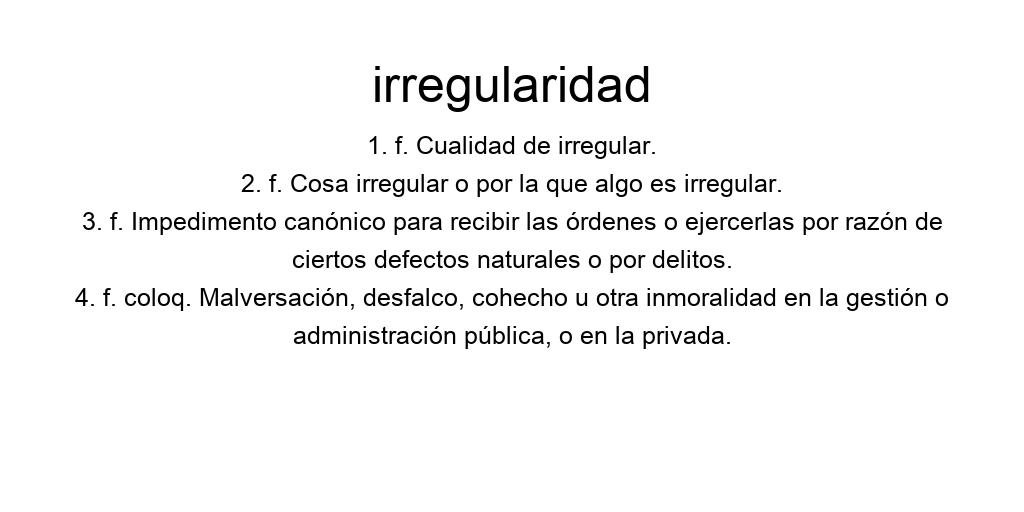 irregularidad
1. f. Cualidad de irregular.
2. f. Cosa irregular o por la que algo es irregular.
3. f. Impedimento canónico para recibir las órdenes o ejercerlas por razón de
ciertos defectos naturales o por delitos.
4. f. coloq. Malversación, desfalco, cohecho u otra inmoralidad en la gestión o
administración pública, o en la privada.